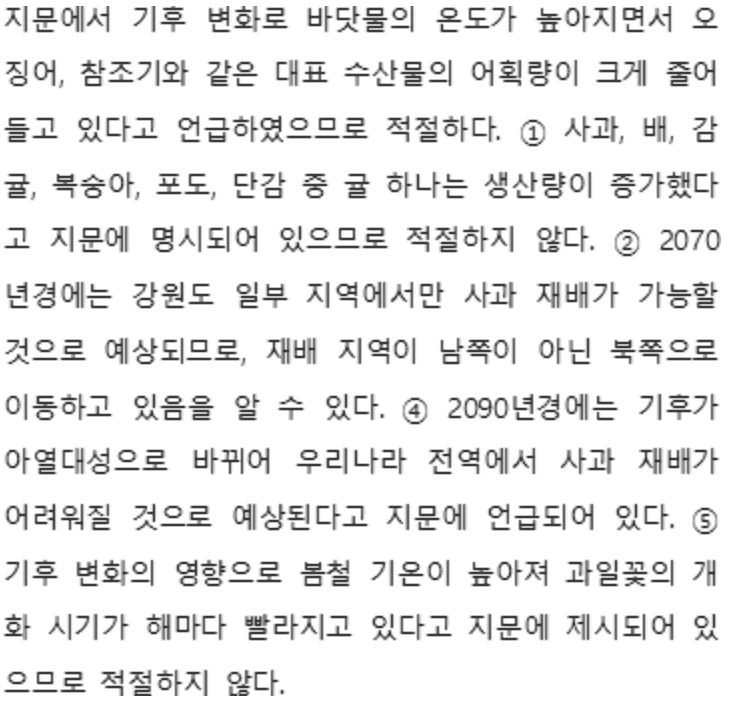 지문에서 기후 변화로 바닷물의 온도가 높아지면서 오
징어, 참조기와 같은 대표 수산물의 어획량이 크게 줄어
들고 있다고 언급하였으므로 적절하다. ① 사과, 배, 감
귤, 복숭아, 포도, 단감 중 귤 하나는 생산량이 증가했다
고 지문에 명시되어 있으므로 적절하지 않다. ② 2070
년경에는 강원도 일부 지역에서만 사과 재배가 가능할
것으로 예상되므로, 재배 지역이 남쪽이 아닌 북쪽으로
이동하고 있음을 알 수 있다. ④ 2090년경에는 기후가
아열대성으로 바뀌어 우리나라 전역에서 사과 재배가
어려워질 것으로 예상된다고 지문에 언급되어 있다. ⑤
기후 변화의 영향으로 봄철 기온이 높아져 과일꽃의 개
화 시기가 해마다 빨라지고 있다고 지문에 제시되어 있
으므로 적절하지 않다.